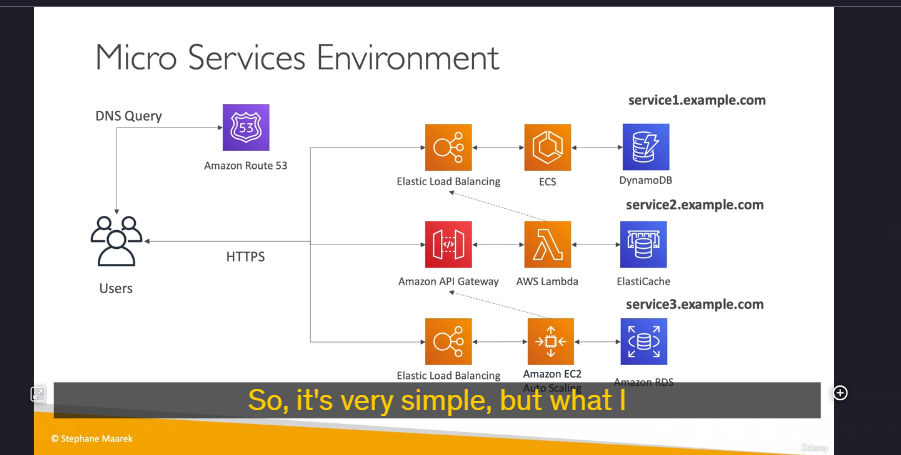 Micro Services Environment
DNS Query
53
Amazon Route 53
Users
HTTPS
service1.example.com
Elastic Load Balancing
ECS
DynamoDB
service2.example.com
Amazon API Gateway
AWS Lambda
ElastiCache
service3.example.com
Elastic Load Balancing
Amazon EC2
Auto Scaling
Amazon RDS
So, it's very simple, but what I
© Stephane Maarek
Udemy